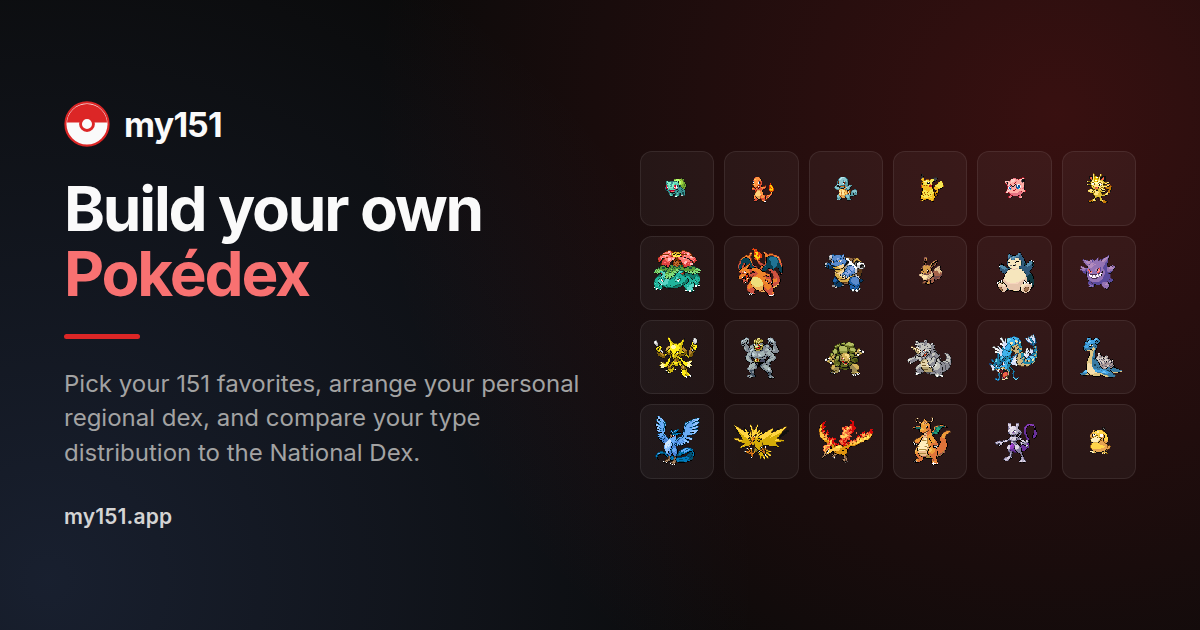 my151
Build your own
Pokédex
Pick your 151 favorites, arrange your personal
regional dex, and compare your type
distribution to the National Dex.
my151.app